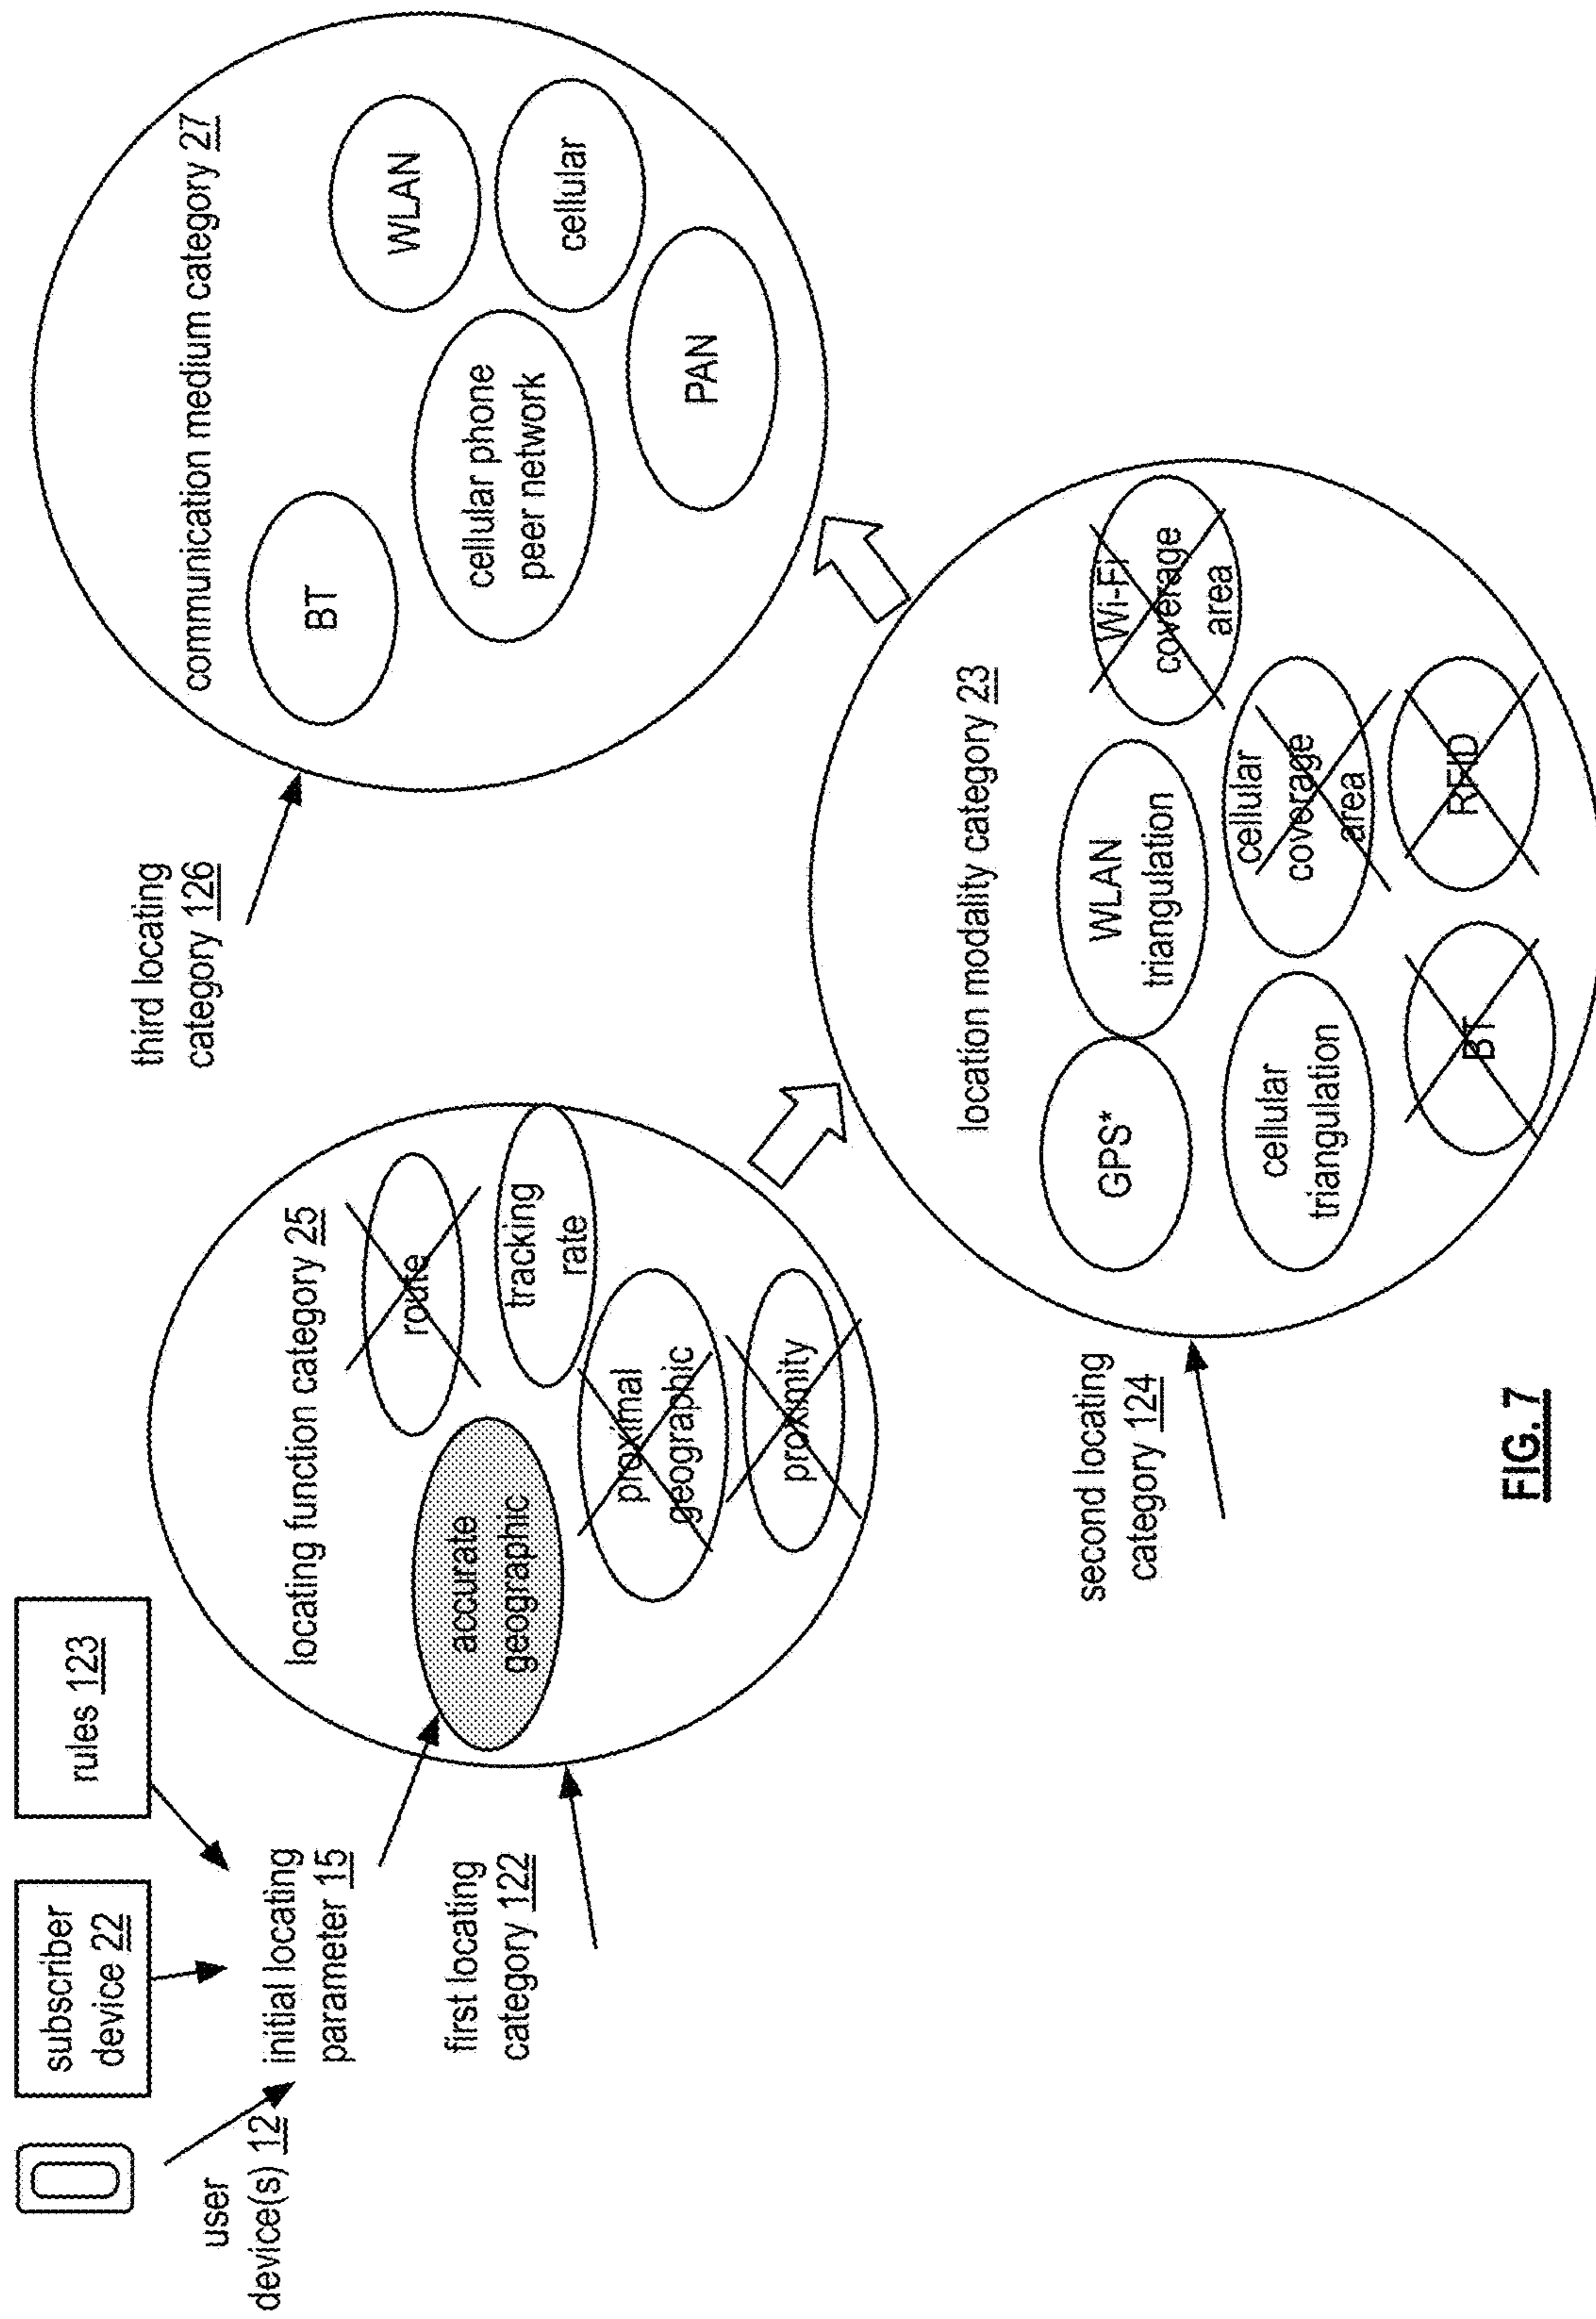 user
device(s) 12
subscriber
device 22
rules 123
initial locating
parameter 15
first locating
category 122
locating function category 25
accurate
geographic
route
tracking
rate
proximal
geographic
proximity
third locating
category 126
communication medium category 27
BT
WLAN
cellular phone
peer network
cellular
PAN
second locating
category 124
location modality category 23
GPS*
WLAN
triangulation
Wi-Fi
coverage
area
cellular
triangulation
cellular
coverage
area
BT
RFID
FIG. 7